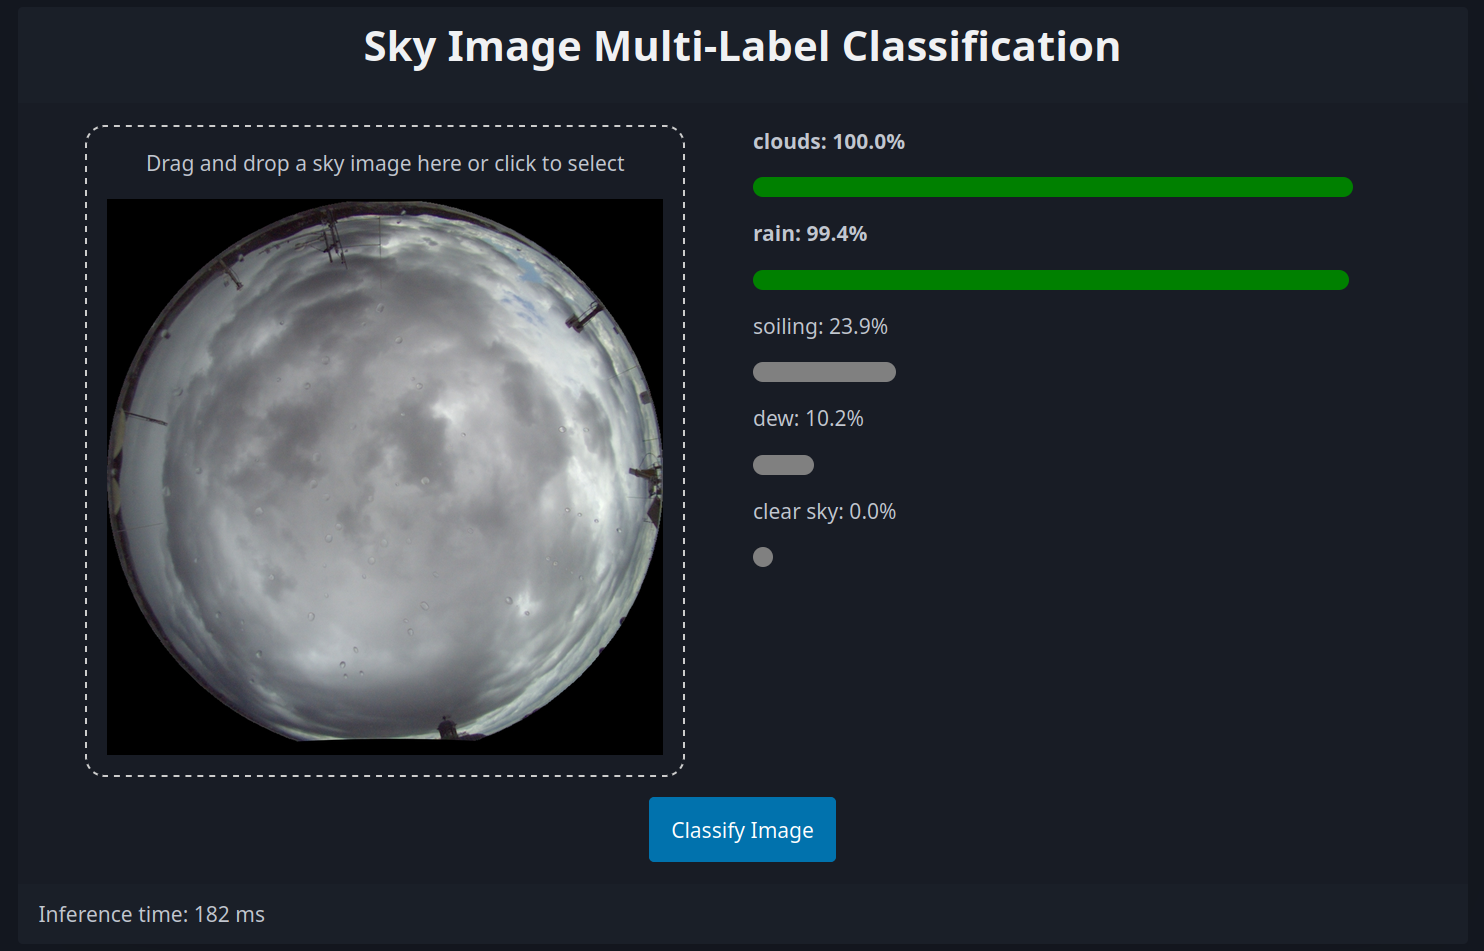 Sky Image Multi-Label Classification
Drag and drop a sky image here or click to select
clouds: 100.0%
rain: 99.4%
soiling: 23.9%
dew: 10.2%
clear sky: 0.0%
Classify Image
Inference time: 182 ms